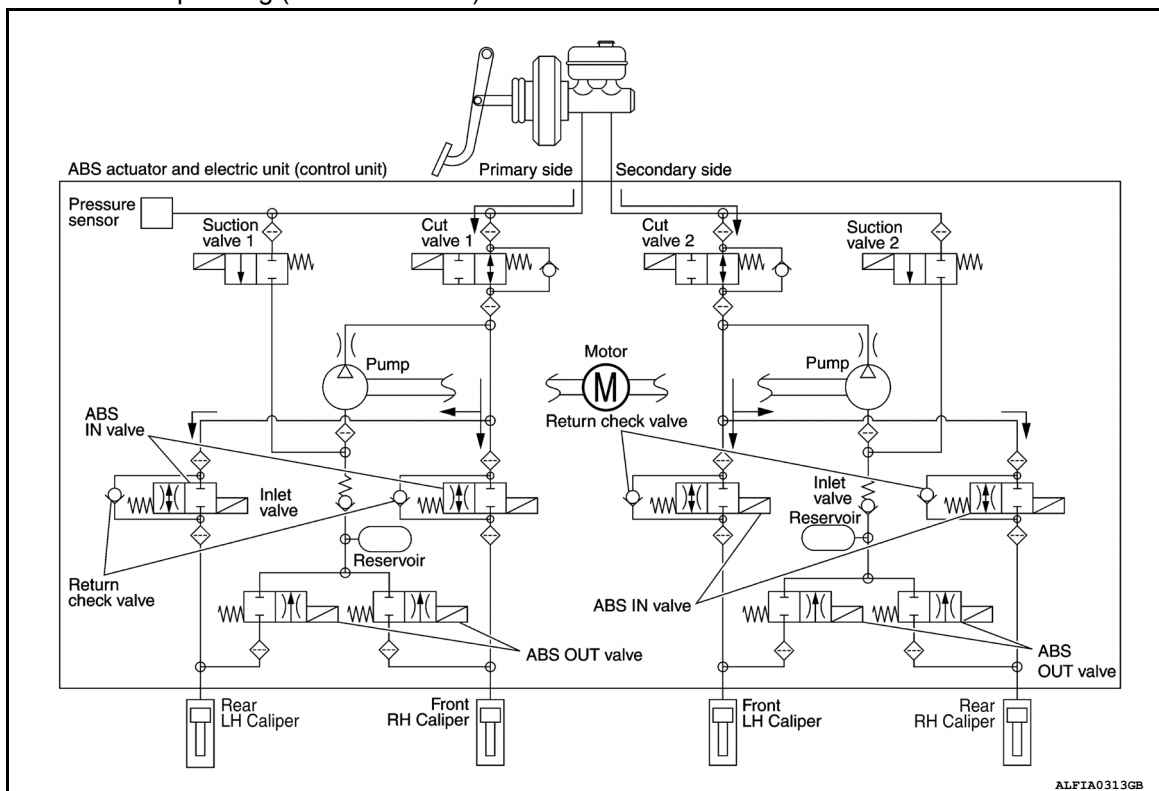 ABS actuator and electric unit (control unit)
Primary side
Secondary side
Pressure
sensor
Suction
valve 1
Cut
valve 1
Cut
valve 2
Suction
valve 2
Pump
Motor
M
Pump
ABS
IN valve
Return check valve
Inlet
valve
Inlet
valve
Reservoir
Reservoir
Return
check valve
ABS IN valve
ABS OUT valve
ABS
OUT valve
Rear
LH Caliper
Front
RH Caliper
Front
LH Caliper
Rear
RH Caliper
ALFIA0313GB